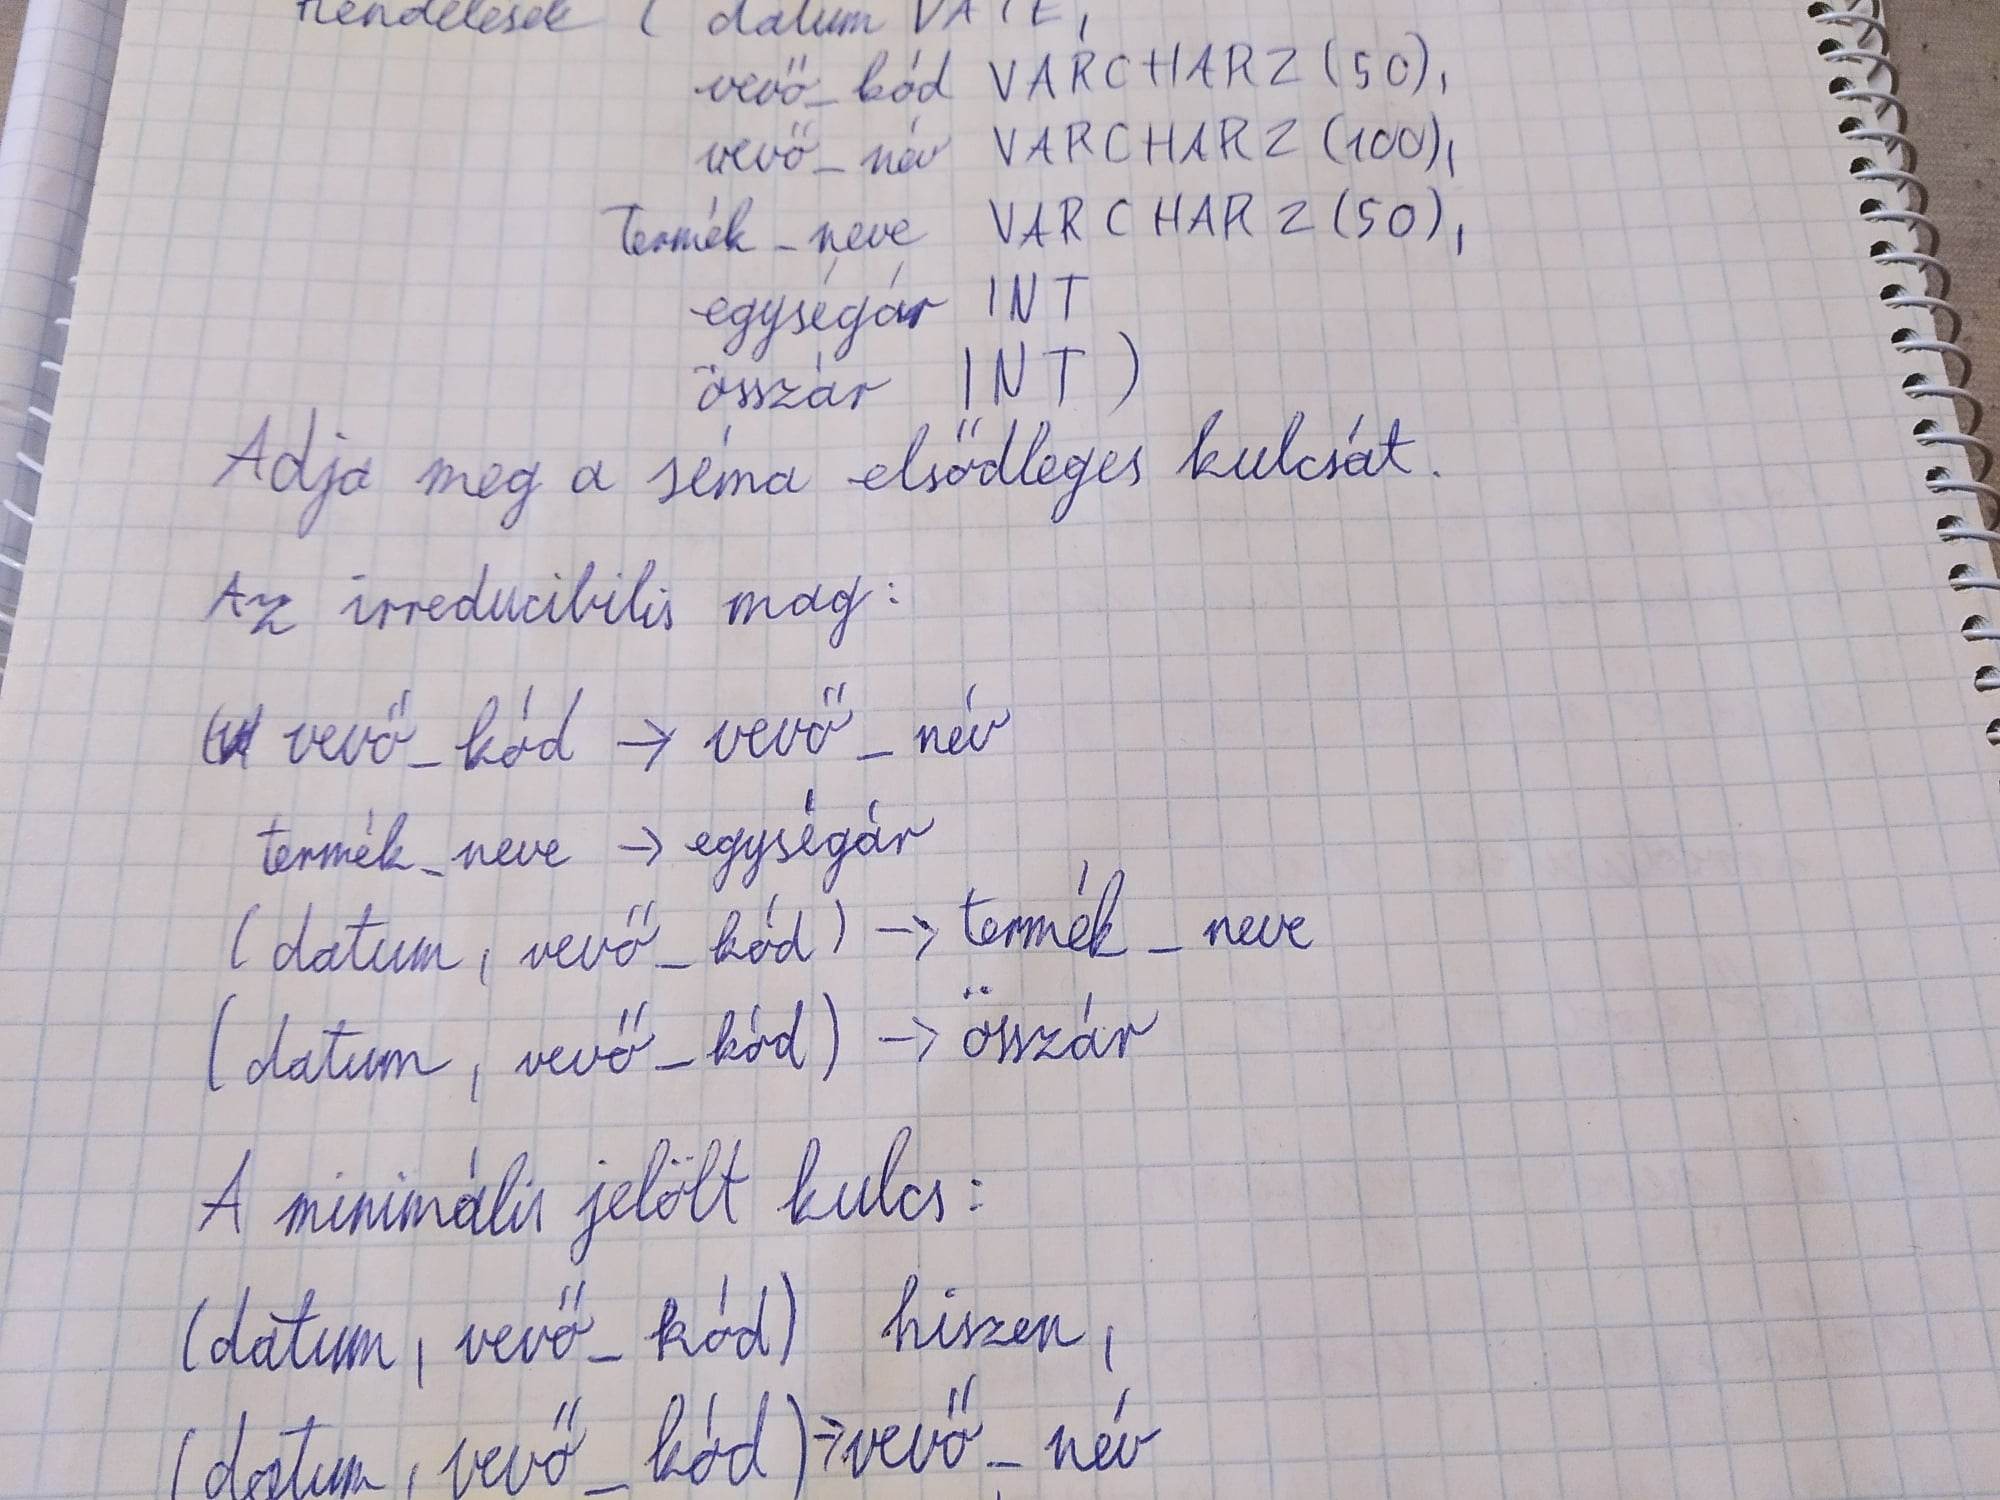 Rendelések ( datum DATE,
vevő_kód VARCHAR2(50),
vevő_név VARCHAR2(100),
Termék_neve VARCHAR2(50),
egységár INT
összár INT)
Adja meg a séma elsődleges kulcsát.
Az irreducibilis mag:
vevő_kód → vevő_név
termék_neve → egységár
(datum, vevő_kód) → termék_neve
(datum, vevő_kód) → összár
A minimális jelölt kulcs:
(dátum, vevő_kód) hiszen,
(datum, vevő_kód) → vevő_név